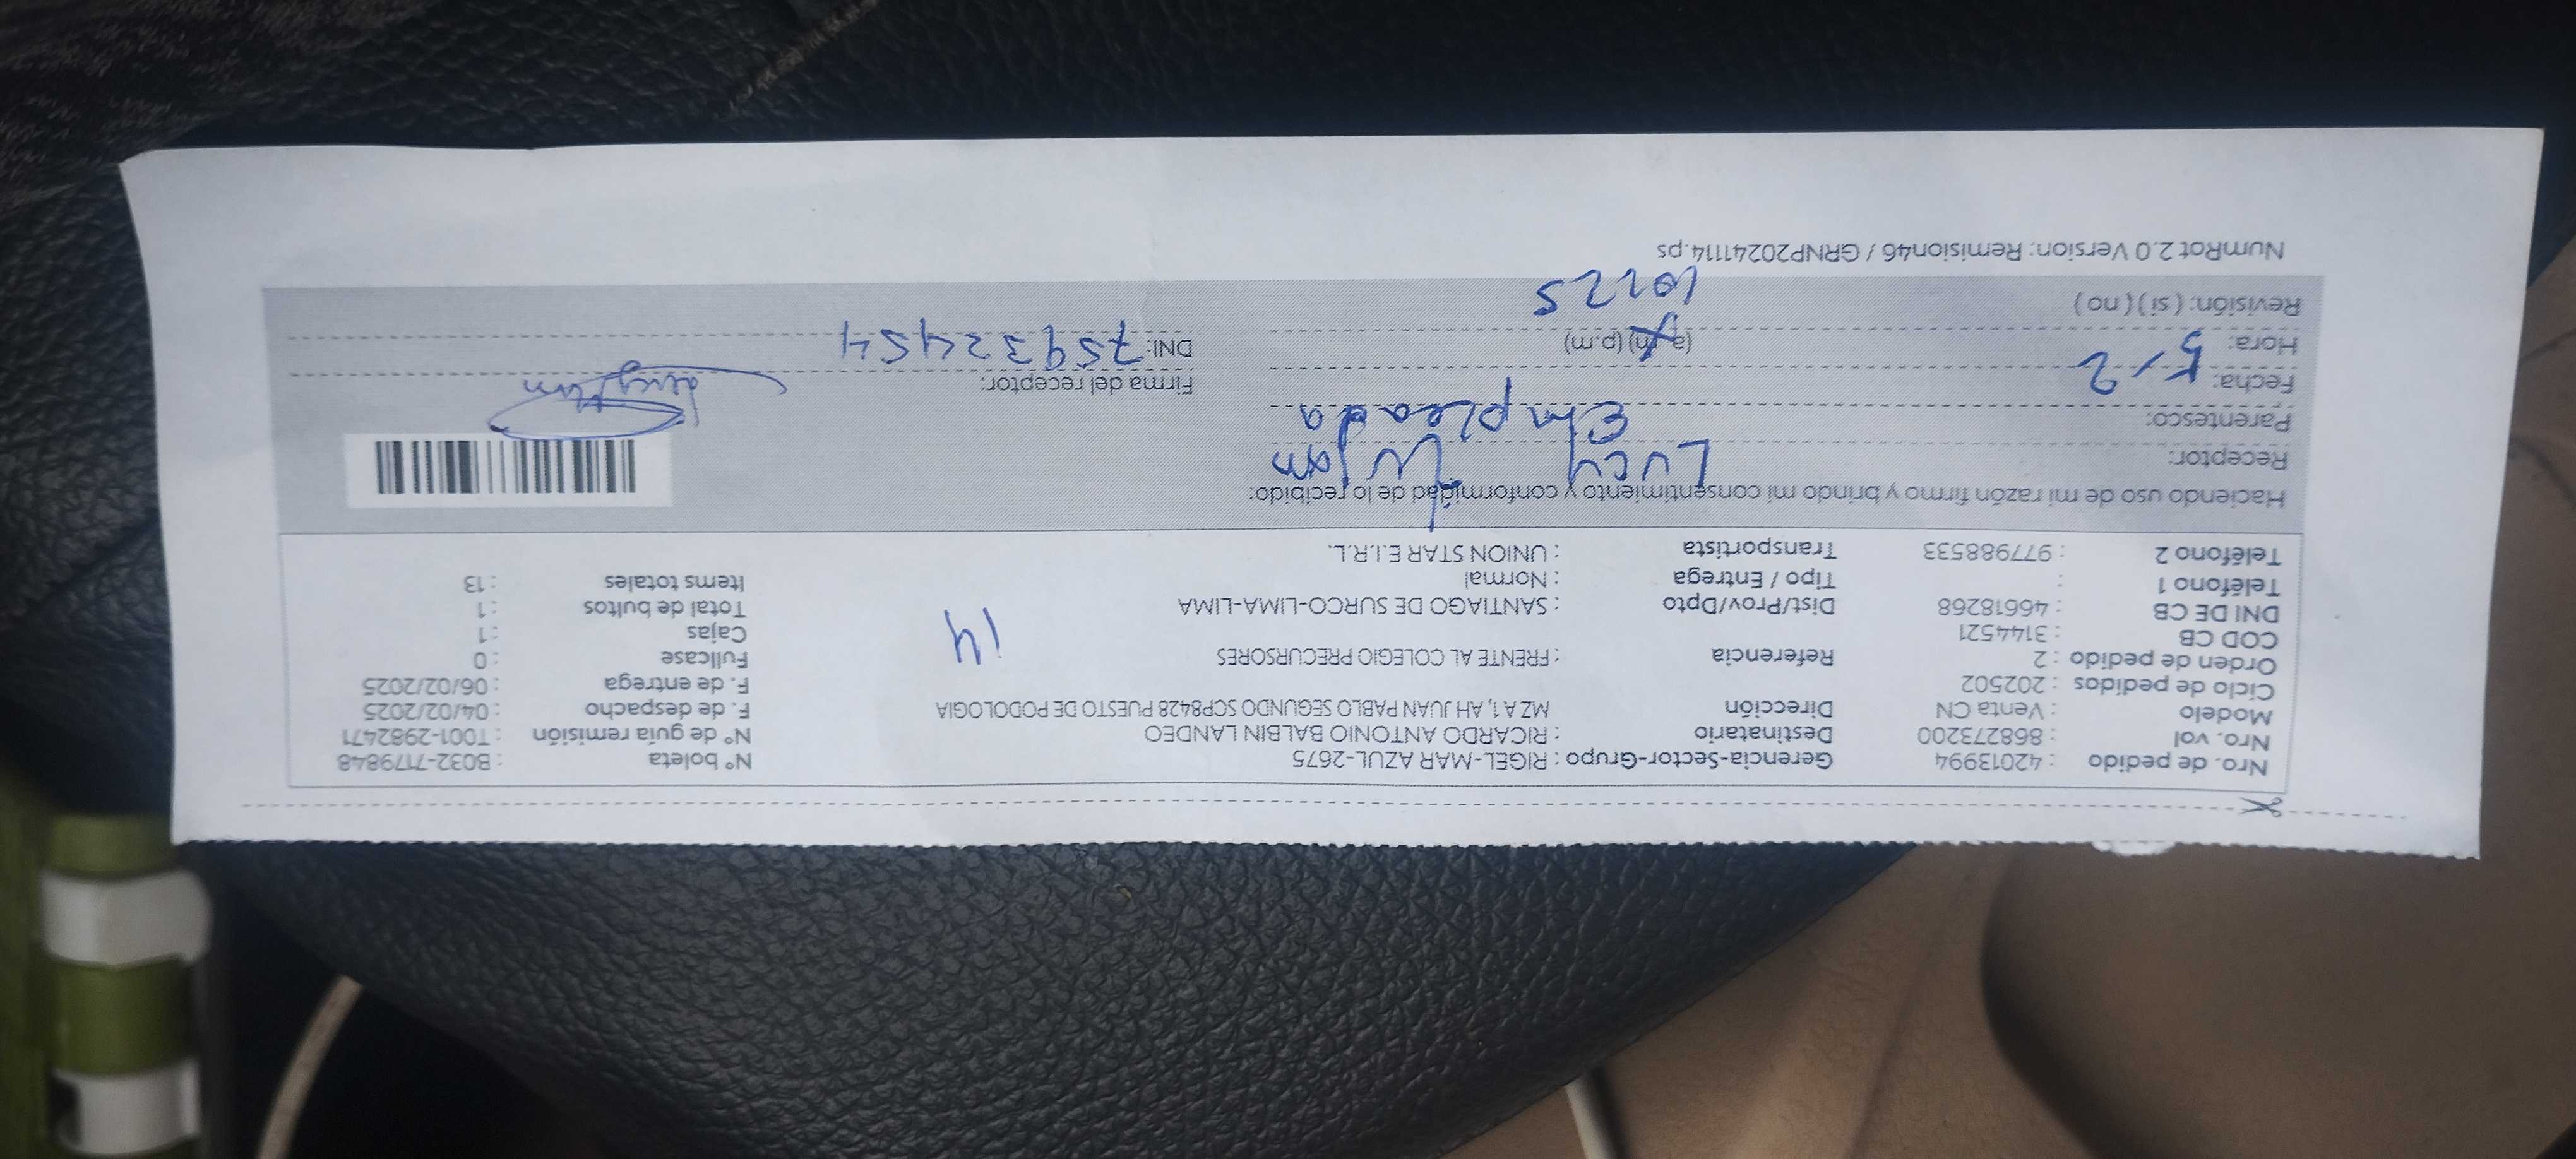 Nro. de pedido : 42013994 Gerencia-Sector-Grupo : RIGEL-MAR AZUL-2675 N° boleta : B032-7179848
Nro. vol : 868273200 Destinatario : RICARDO ANTONIO BALBIN LANDEO N° de guía remisión : T001-2982471
Modelo : Venta CN Dirección MZ A 1, AH JUAN PABLO SEGUNDO SCP8428 PUESTO DE PODOLOGIA F. de despacho : 04/02/2025
Ciclo de pedidos : 202502 F. de entrega : 06/02/2025
Orden de pedido : 2 Referencia : FRENTE AL COLEGIO PRECURSORES Fullcase : 0
COD CB : 3144521 14 Cajas : 1
DNI DE CB : 46618268 Dist/Prov/Dpto : SANTIAGO DE SURCO-LIMA-LIMA Total de bultos : 1
Teléfono 1 : Tipo / Entrega : Normal Items totales : 13
Teléfono 2 : 977988533 Transportista : UNION STAR E.I.R.L.
Haciendo uso de mi razón firmo y brindo mi consentimiento y conformidad de lo recibido:
Receptor: Lucy Lujan
Parentesco: Empleada
Fecha: 5-2 Firma del receptor:
Hora: (a.m) (p.m) DNI: 759324454
Revisión: ( si ) ( no ) 10:25
NumRot 2.0 Version: Remision46 / GRNP20241114.ps